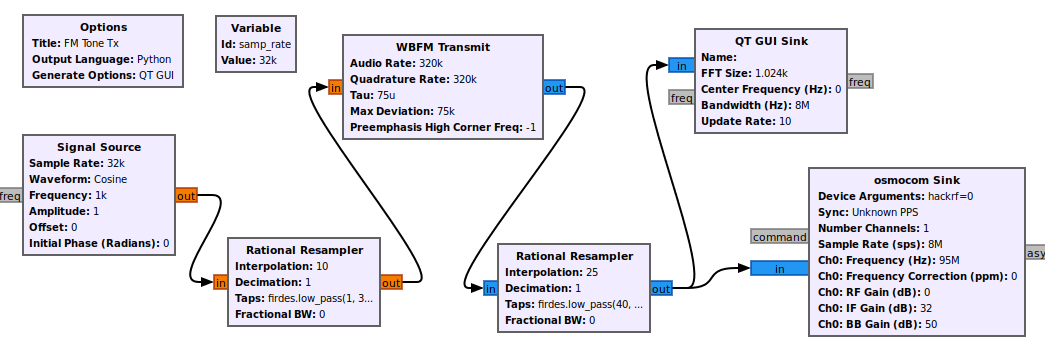 Options
Title: FM Tone Tx
Output Language: Python
Generate Options: QT GUI
Variable
Id: samp_rate
Value: 32k
WBFM Transmit
Audio Rate: 320k
Quadrature Rate: 320k
Tau: 75u
Max Deviation: 75k
Preemphasis High Corner Freq: -1
in
out
QT GUI Sink
Name:
FFT Size: 1.024k
Center Frequency (Hz): 0
Bandwidth (Hz): 8M
Update Rate: 10
in
freq
freq
Signal Source
Sample Rate: 32k
Waveform: Cosine
Frequency: 1k
Amplitude: 1
Offset: 0
Initial Phase (Radians): 0
freq
out
Rational Resampler
Interpolation: 10
Decimation: 1
Taps: firdes.low_pass(1, 3...
Fractional BW: 0
in
out
Rational Resampler
Interpolation: 25
Decimation: 1
Taps: firdes.low_pass(40, ...
Fractional BW: 0
in
out
osmocom Sink
Device Arguments: hackrf=0
Sync: Unknown PPS
Number Channels: 1
Sample Rate (sps): 8M
Ch0: Frequency (Hz): 95M
Ch0: Frequency Correction (ppm): 0
Ch0: RF Gain (dB): 0
Ch0: IF Gain (dB): 32
Ch0: BB Gain (dB): 50
command
in
asy